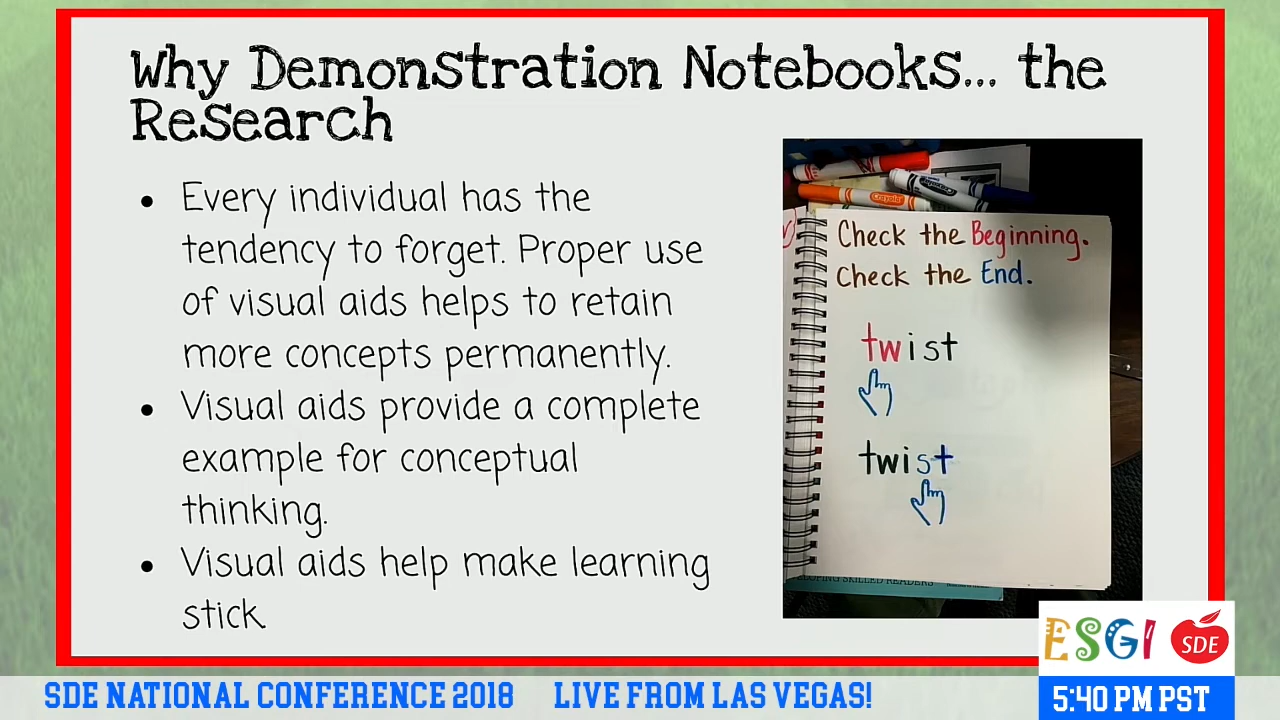 Why Demonstration Notebooks... the
Research
• Every individual has the
tendency to forget. Proper use
of visual aids helps to retain
more concepts permanently.
• Visual aids provide a complete
example for conceptual
thinking.
• Visual aids help make learning
stick.
Crayola
Check the Beginning.
Check the End.
twist
twist
SKILLED READERS
ESGI
SDE
SDE NATIONAL CONFERENCE 2018
LIVE FROM LAS VEGAS!
5:40 PM PST